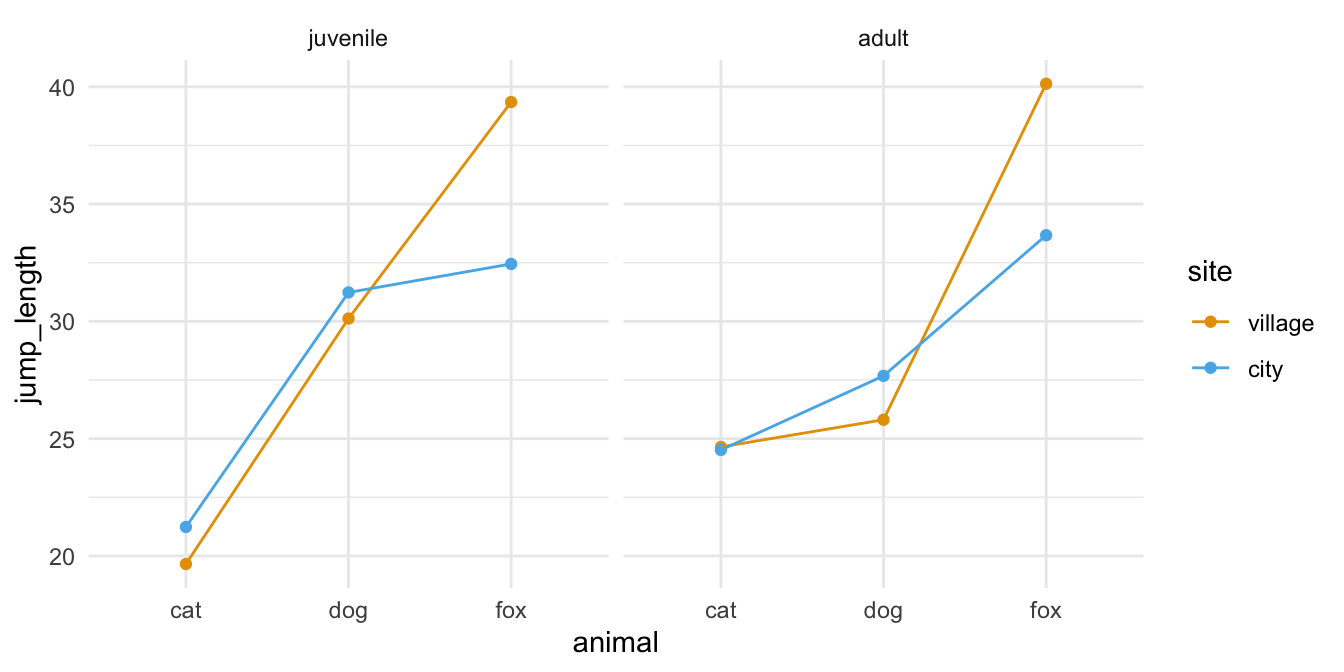 juvenile
adult
jump_length
40
35
30
25
20
cat
dog
fox
cat
dog
fox
animal
site
village
city